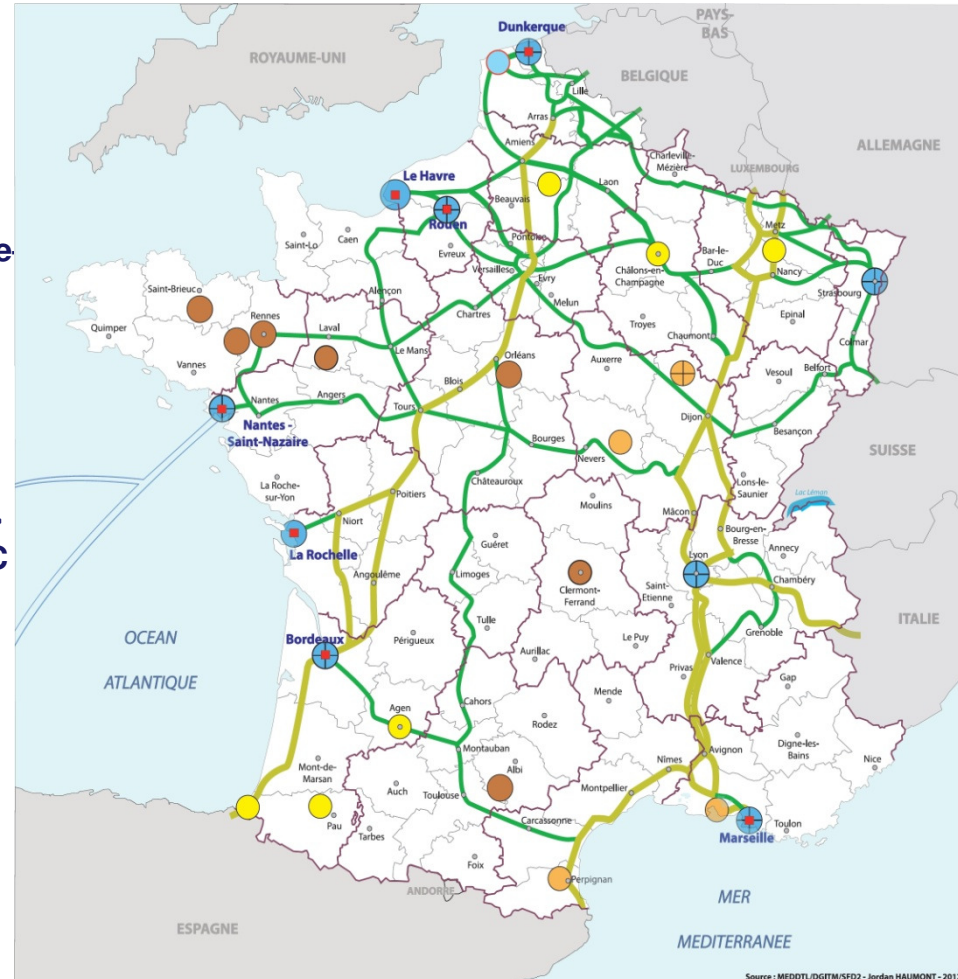 Dunkerque
PAYS-
BAS
ROYAUME-UNI
BELGIQUE
Lille
Arras
ALLEMAGNE
Amiens
Charleville-
Mézière
LUXEMBOURG
Le Havre
Laon
Beauvais
Rouen
Metz
Saint-Lo
Caen
Evreux
Pontoise
Bar-le-
Duc
e-
Versailles
Châlons-en-
Champagne
Nancy
Evry
Strasbourg
Saint-Brieuc
Alençon
Melun
Rennes
Chartres
Troyes
Epinal
Quimper
Laval
Chaumont
Colmar
Le Mans
Orléans
Auxerre
Vannes
Vesoul
Belfort
Blois
Angers
Nantes
Tours
Dijon
Nantes -
Saint-Nazaire
Besançon
Bourges
Nevers
SUISSE
La Roche-
sur-Yon
Châteauroux
Lons-le-
Saunier
Poitiers
Moulins
Lac Léman
Niort
Mâcon
Bourg-en-
Bresse
La Rochelle
Guéret
Annecy
C
Lyon
Angoulême
Limoges
Clermont-
Ferrand
Saint-
Etienne
Chambéry
ITALIE
Tulle
OCEAN
ATLANTIQUE
Bordeaux
Périgueux
Le Puy
Grenoble
Aurillac
Valence
Privas
Gap
Mende
Cahors
Agen
Rodez
Digne-les-
Bains
Montauban
Avignon
Nice
Mont-de-
Marsan
Albi
Nîmes
Auch
Toulouse
Montpellier
Pau
Carcassonne
Toulon
Tarbes
Marseille
Foix
ANDORRE
Perpignan
MER
MEDITERRANEE
ESPAGNE
Source : MEDDTL/DGITM/SED2 - Jordan HAUMONT - 201